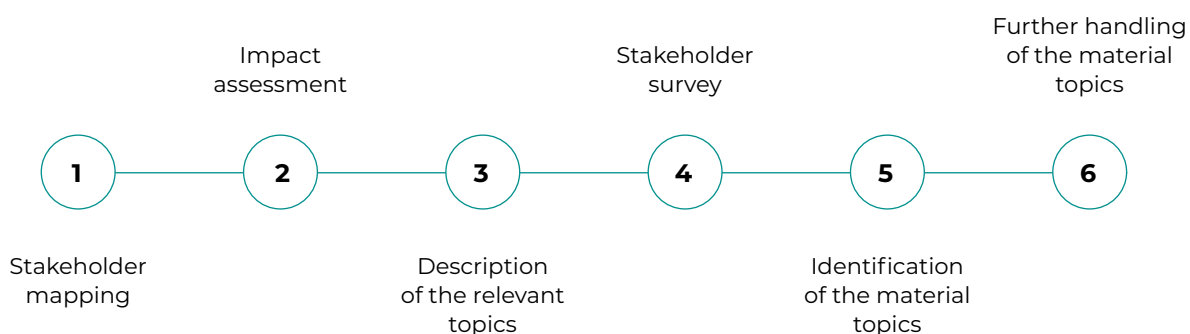 1
Stakeholder
mapping
Impact
assessment
2
3
Description
of the relevant
topics
Stakeholder
survey
4
5
Identification
of the material
topics
Further handling
of the material
topics
6